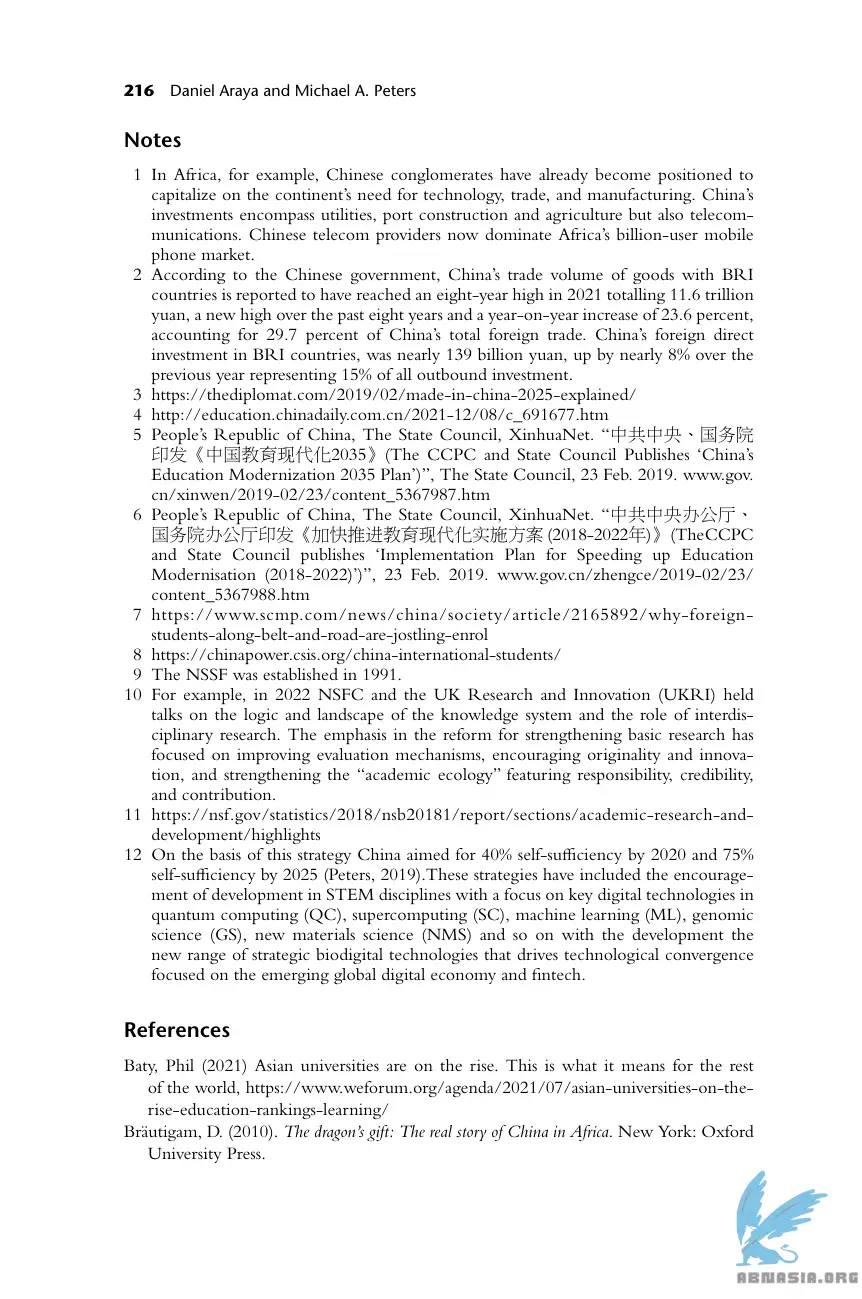 216 Daniel Araya and Michael A. Peters
Notes
1 In Africa, for example, Chinese conglomerates have already become positioned to
capitalize on the continent's need for technology, trade, and manufacturing. China's
investments encompass utilities, port construction and agriculture but also telecom-
munications. Chinese telecom providers now dominate Africa's billion-user mobile
phone market.
2 According to the Chinese government, China's trade volume of goods with BRI
countries is reported to have reached an eight-year high in 2021 totalling 11.6 trillion
yuan, a new high over the past eight years and a year-on-year increase of 23.6 percent,
accounting for 29.7 percent of China's total foreign trade. China's foreign direct
investment in BRI countries, was nearly 139 billion yuan, up by nearly 8% over the
previous year representing 15% of all outbound investment.
3 https://thediplomat.com/2019/02/made-in-china-2025-explained/
4 http://education.chinadaily.com.cn/2021-12/08/c_691677.htm
5 People's Republic of China, The State Council, XinhuaNet. “中共中央、国务院
印发《中国教育现代化2035》(The CCPC and State Council Publishes ‘China's
Education Modernization 2035 Plan’)”, The State Council, 23 Feb. 2019. www.gov.
cn/xinwen/2019-02/23/content_5367987.htm
6 People's Republic of China, The State Council, XinhuaNet. “中共中央办公厅、
国务院办公厅印发《加快推进教育现代化实施方案 (2018-2022年)》(TheCCPC
and State Council publishes ‘Implementation Plan for Speeding up Education
Modernisation (2018-2022)’)”, 23 Feb. 2019. www.gov.cn/zhengce/2019-02/23/
content_5367988.htm
7 https://www.scmp.com/news/china/society/article/2165892/why-foreign-
students-along-belt-and-road-are-jostling-enrol
8 https://chinapower.csis.org/china-international-students/
9 The NSSF was established in 1991.
10 For example, in 2022 NSFC and the UK Research and Innovation (UKRI) held
talks on the logic and landscape of the knowledge system and the role of interdis-
ciplinary research. The emphasis in the reform for strengthening basic research has
focused on improving evaluation mechanisms, encouraging originality and innova-
tion, and strengthening the “academic ecology” featuring responsibility, credibility,
and contribution.
11 https://nsf.gov/statistics/2018/nsb20181/report/sections/academic-research-and-
development/highlights
12 On the basis of this strategy China aimed for 40% self-sufficiency by 2020 and 75%
self-sufficiency by 2025 (Peters, 2019).These strategies have included the encourage-
ment of development in STEM disciplines with a focus on key digital technologies in
quantum computing (QC), supercomputing (SC), machine learning (ML), genomic
science (GS), new materials science (NMS) and so on with the development the
new range of strategic biodigital technologies that drives technological convergence
focused on the emerging global digital economy and fintech.
References
Baty, Phil (2021) Asian universities are on the rise. This is what it means for the rest
of the world, https://www.weforum.org/agenda/2021/07/asian-universities-on-the-
rise-education-rankings-learning/
Bräutigam, D. (2010). The dragon's gift: The real story of China in Africa. New York: Oxford
University Press.
ABNASIA.ORG